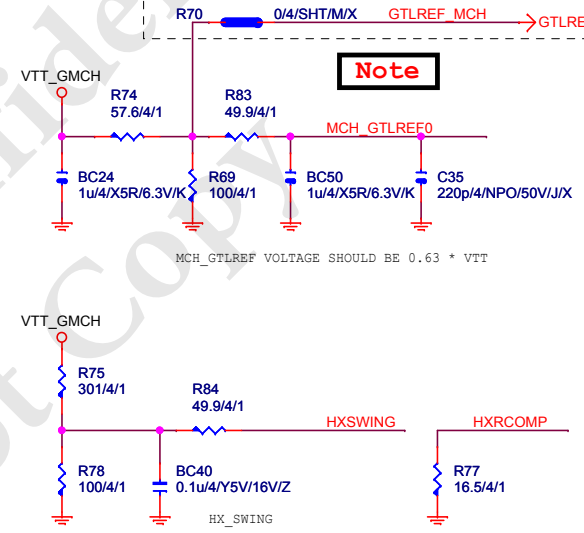 R70
0/4/SHT/M/X
GTLREF_MCH
GTLRE
Note
VTT_GMCH
R74
57.6/4/1
R83
49.9/4/1
MCH_GTLREF0
BC24
1u/4/X5R/6.3V/K
R69
100/4/1
BC50
1u/4/X5R/6.3V/K
C35
220p/4/NPO/50V/J/X
MCH_GTLREF VOLTAGE SHOULD BE 0.63 * VTT
VTT_GMCH
R75
301/4/1
R84
49.9/4/1
HXSWING
HXRCOMP
R78
100/4/1
BC40
0.1u/4/Y5V/16V/Z
R77
16.5/4/1
HX_SWING